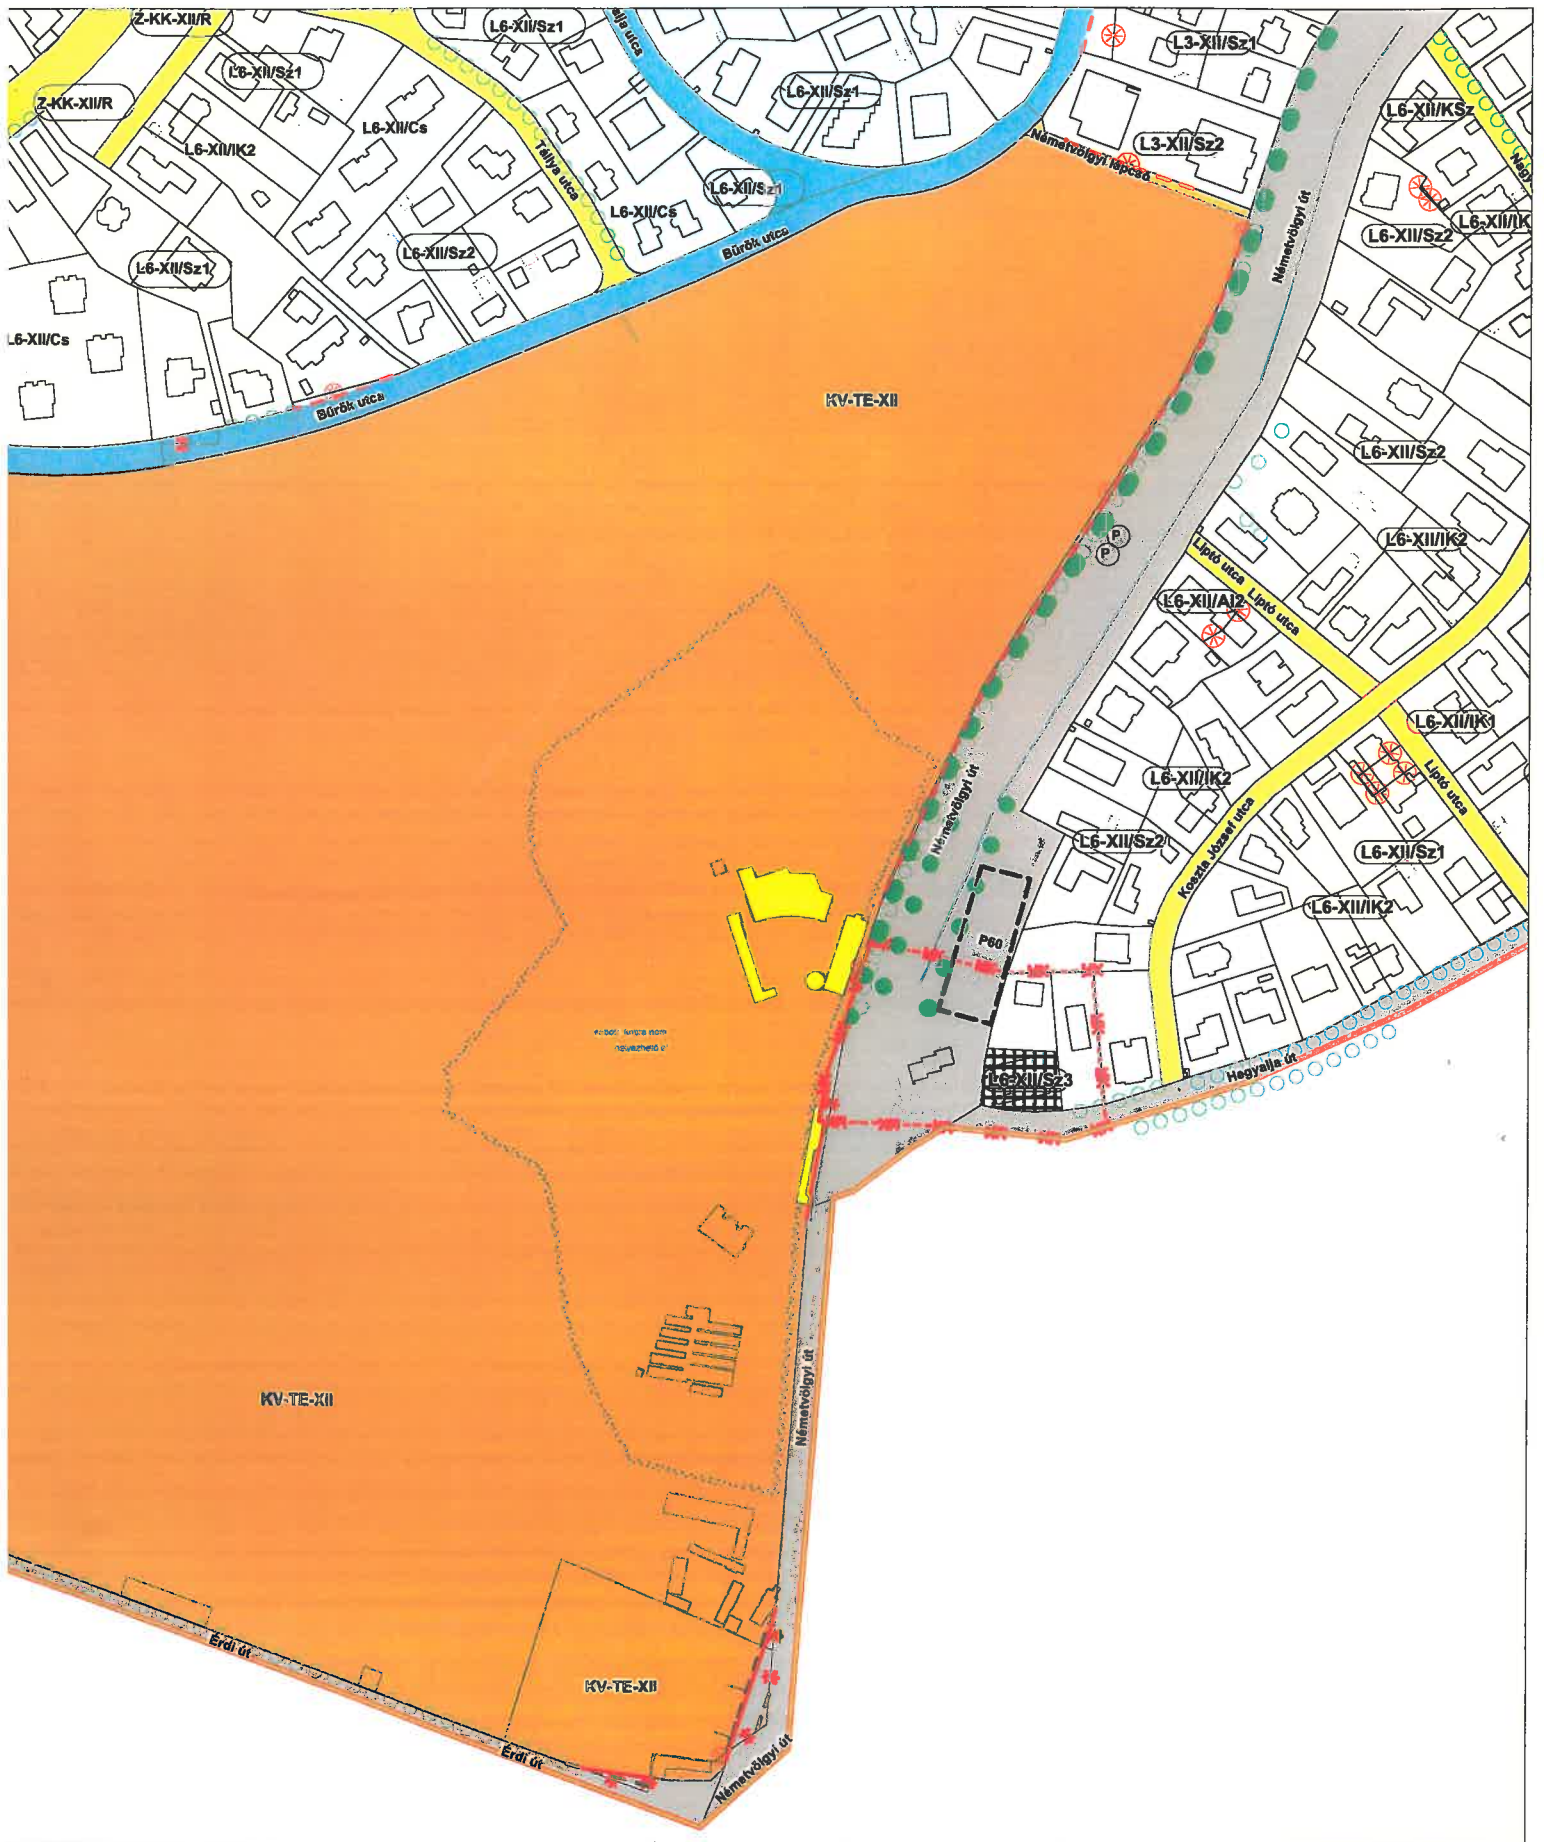 Z-KK-XII/R
L6-XII/Sz1
alja utca
L3-XII/Sz1
L6-XII/Sz1
Z-KK-XII/R
L6-XII/Sz1
L6-XII/KSz
L6-XII/Cs
L6-XII/IK2
Tállya utca
Németvölgyi lépcső
L3-XII/Sz2
Nagy
L6-XII/Sz1
L6-XII/Cs
L6-XII/IK
L6-XII/Sz2
Németvölgyi út
Bürök utca
L6-XII/Sz2
L6-XII/Sz1
L6-XII/Cs
Bürök utca
KV-TE-XII
L6-XII/Sz2
L6-XII/IK2
P
P
Liptó utca
Liptó utca
L6-XII/AI2
L6-XII/IK1
L6-XII/IK2
Liptó utca
Németvölgyi út
Koszta József utca
L6-XII/Sz2
L6-XII/Sz1
L6-XII/IK2
P60
L6-XII/Sz3
Hegyalja út
Németvölgyi út
KV-TE-XII
Érdi út
KV-TE-XII
Érdi út
Németvölgyi út